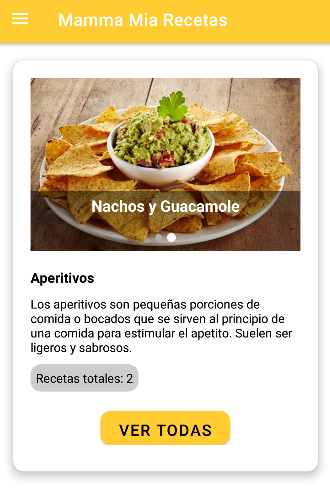 Mamma Mia Recetas
Nachos y Guacamole
Aperitivos
Los aperitivos son pequeñas porciones de
comida o bocados que se sirven al principio de
una comida para estimular el apetito. Suelen ser
ligeros y sabrosos.
Recetas totales: 2
VER TODAS